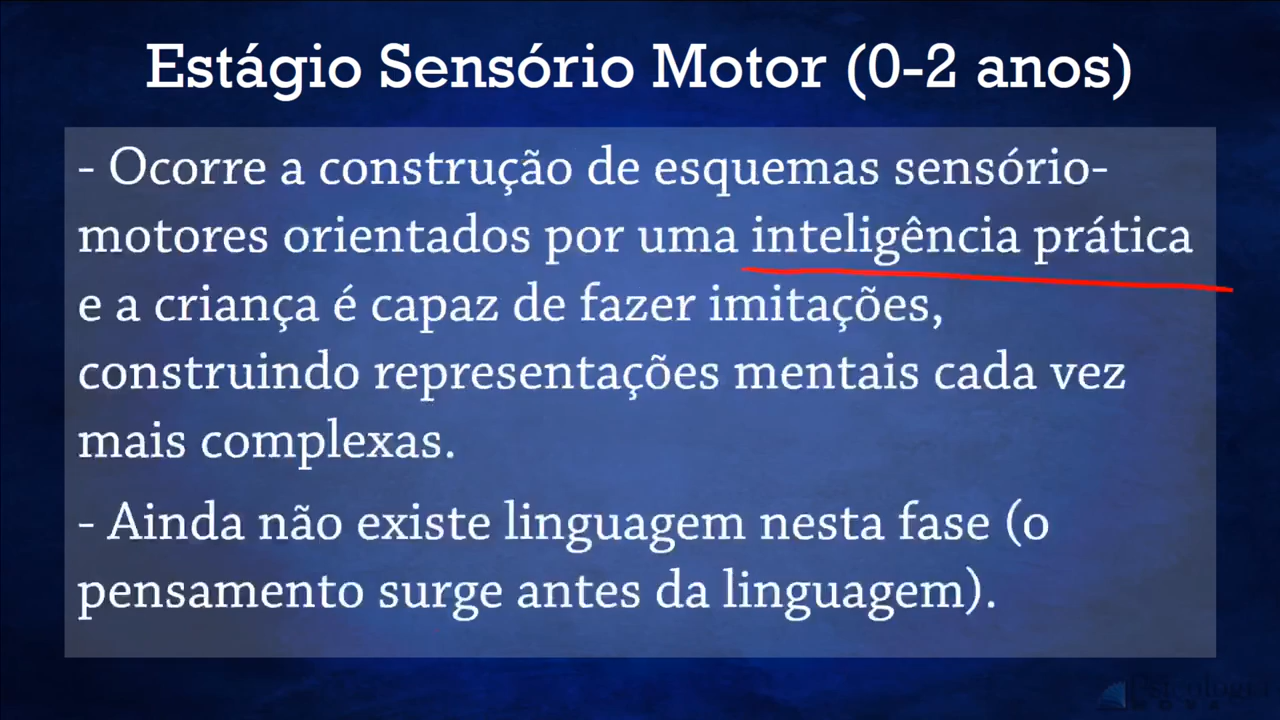 Estágio Sensório Motor (0-2 anos)
- Ocorre a construção de esquemas sensório-
motores orientados por uma inteligência prática
e a criança é capaz de fazer imitações,
construindo representações mentais cada vez
mais complexas.
- Ainda não existe linguagem nesta fase (o
pensamento surge antes da linguagem).